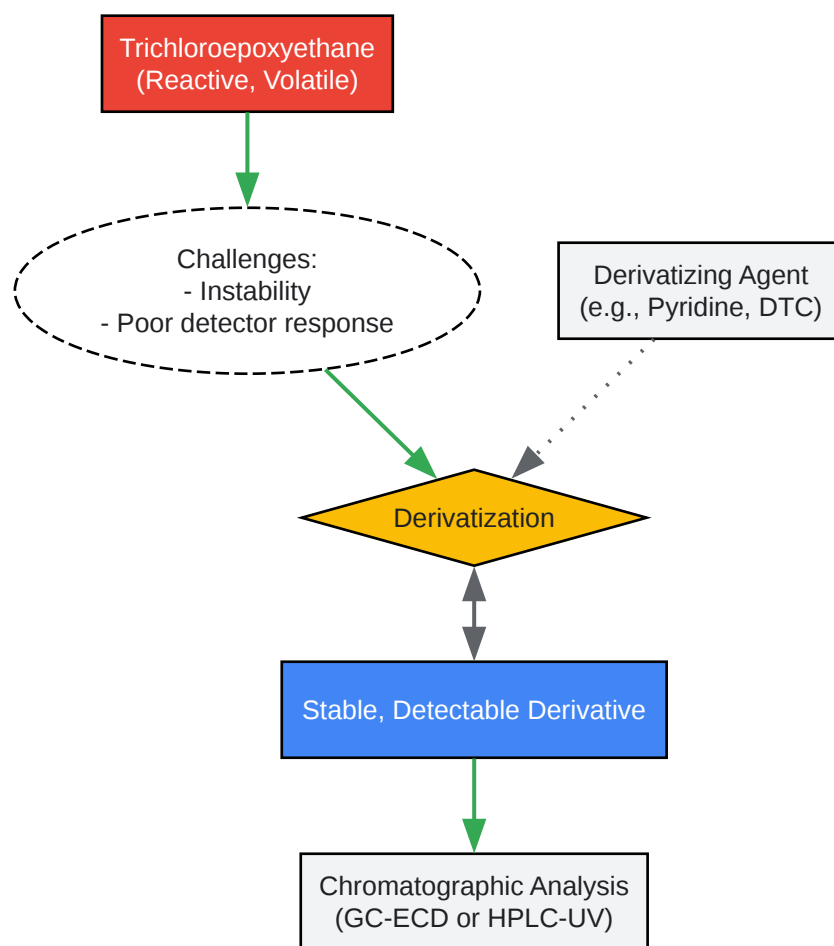 Trichloroepoxyethane
(Reactive, Volatile)
Challenges:
- Instability
- Poor detector response
Derivatizing Agent
(e.g., Pyridine, DTC)
Derivatization
Stable, Detectable Derivative
Chromatographic Analysis
(GC-ECD or HPLC-UV)